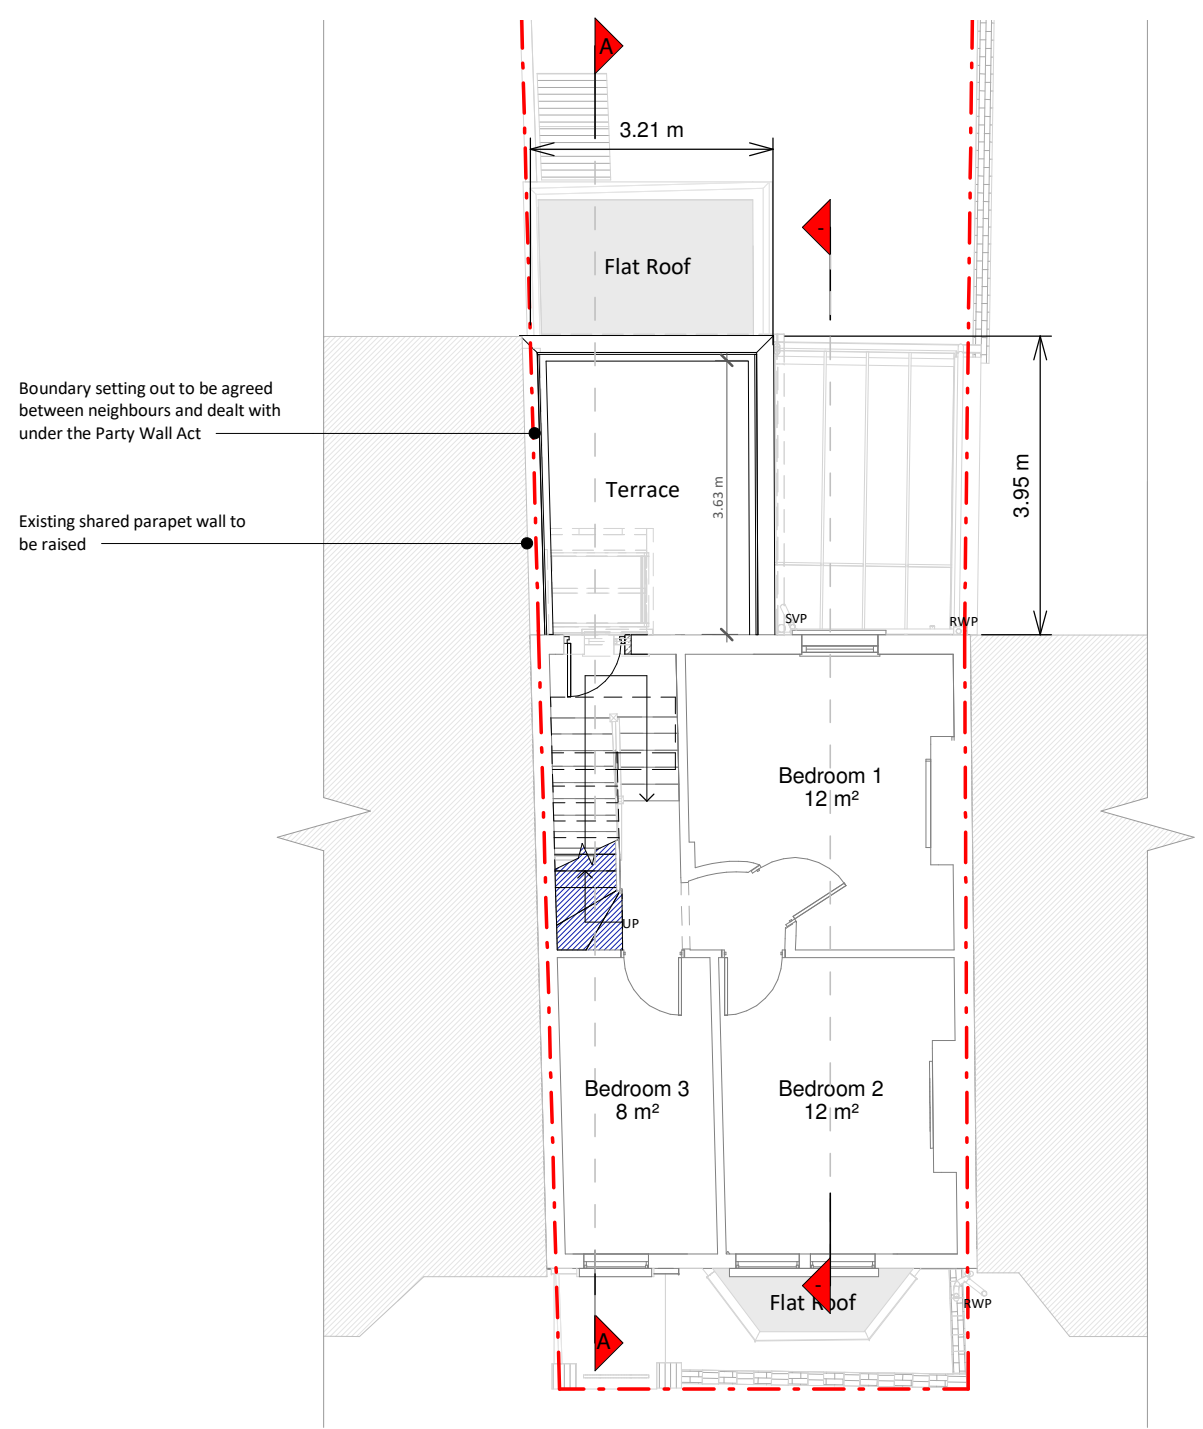 A
3.21 m
-
Flat Roof
Boundary setting out to be agreed
between neighbours and dealt with
under the Party Wall Act
3.95 m
Terrace
3.63 m
Existing shared parapet wall to
be raised
SVP
RWP
Bedroom 1
12 m²
UP
Bedroom 3
8 m²
Bedroom 2
12 m²
-
Flat Roof
RWP
A